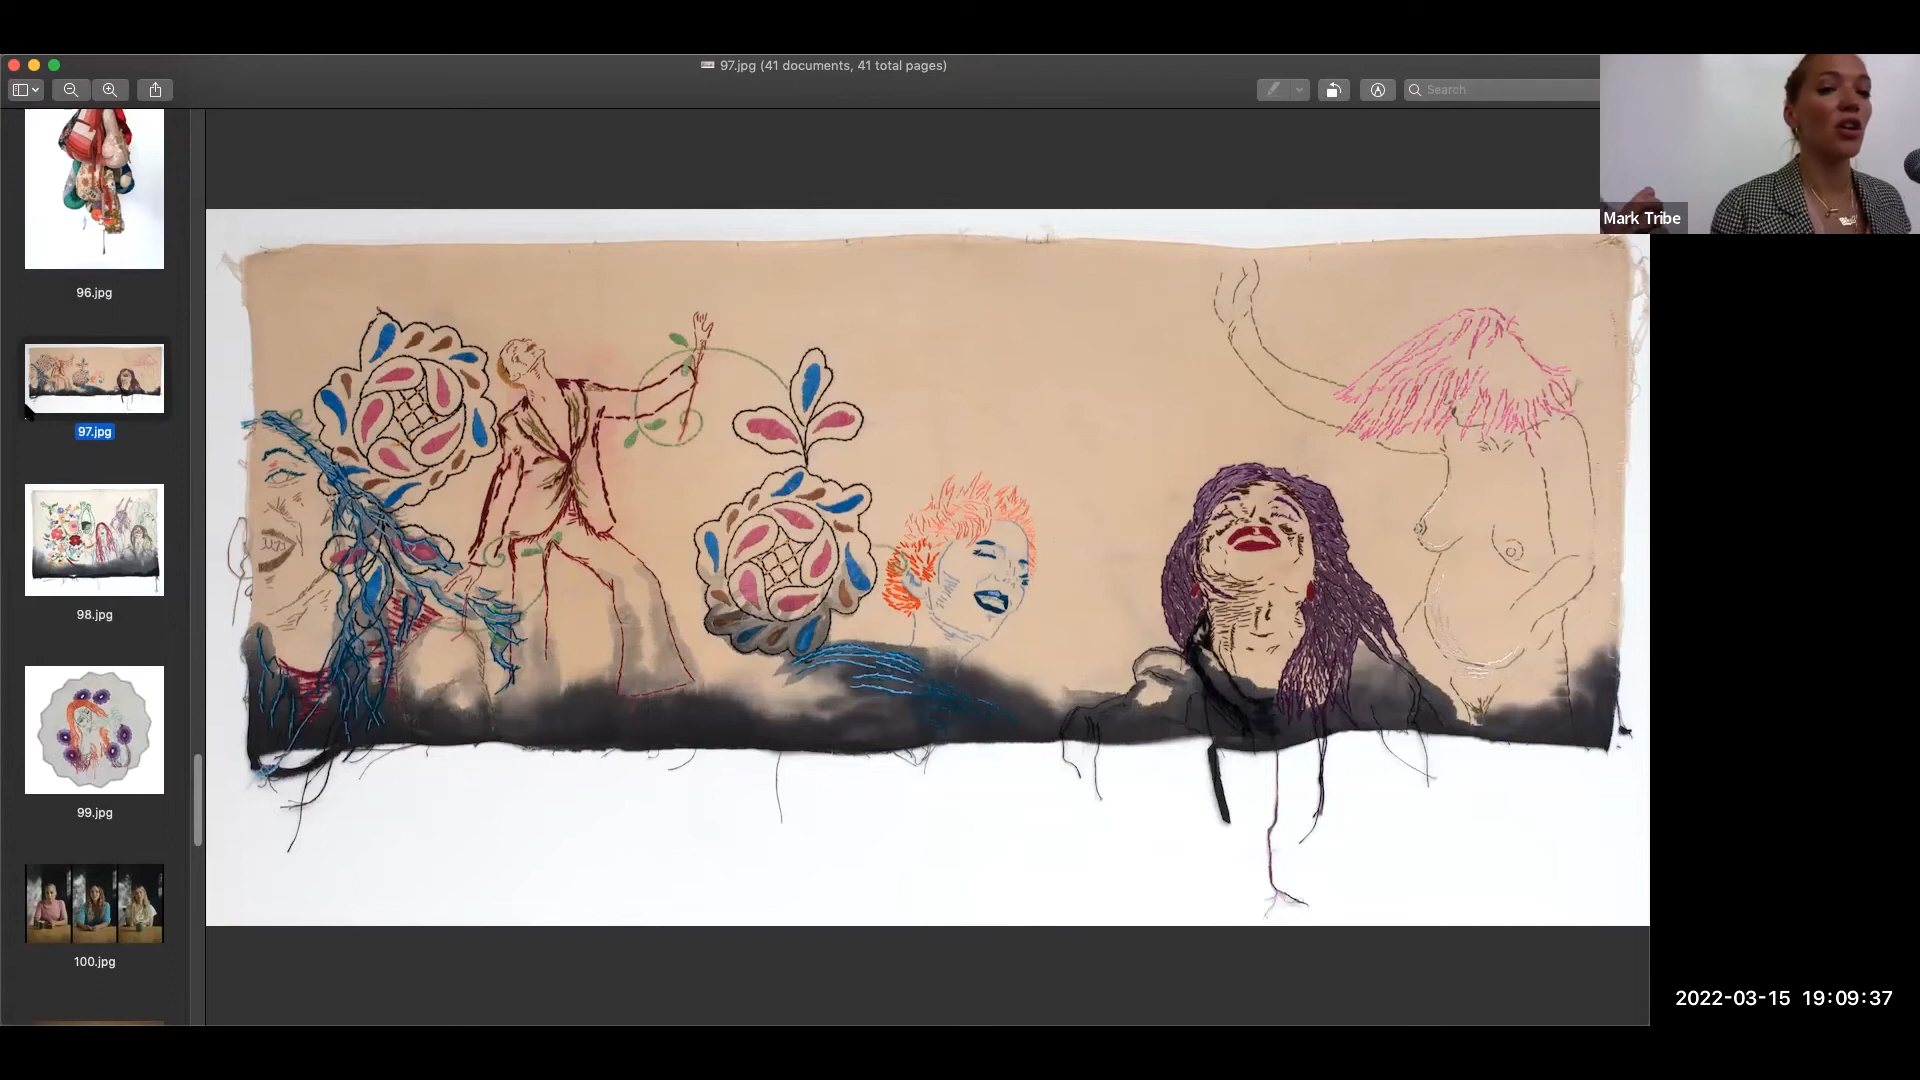 97.jpg (41 documents, 41 total pages)
Search
Mark Tribe
96.jpg
97.jpg
98.jpg
99.jpg
100.jpg
2022-03-15 19:09:37